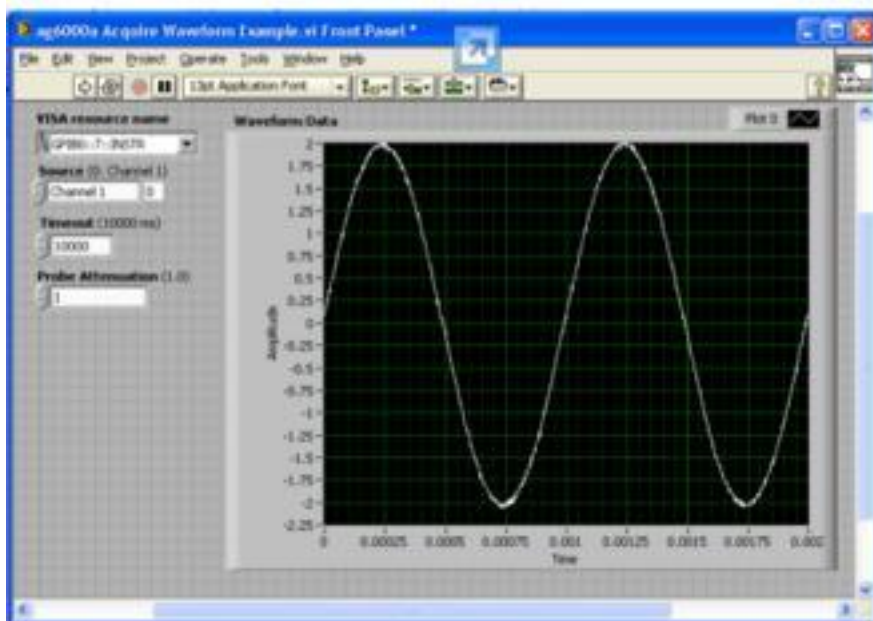 ag6000a Acquire Waveform Example.vi Front Panel *
File Edit View Project Operate Tools Window Help
13pt Application Font
VISA resource name
GPIB0::7::INSTR
Source (0: Channel 1)
Channel 1 0
Timeout (10000 ms)
10000
Probe Attenuation (1.0)
1
Waveform Data
Plot 0
2
1.75
1.5
1.25
1
0.75
0.5
0.25
0
-0.25
-0.5
-0.75
-1
-1.25
-1.5
-1.75
-2
-2.25
Amplitude
0 0.00025 0.0005 0.00075 0.001 0.00125 0.0015 0.00175 0.002
Time